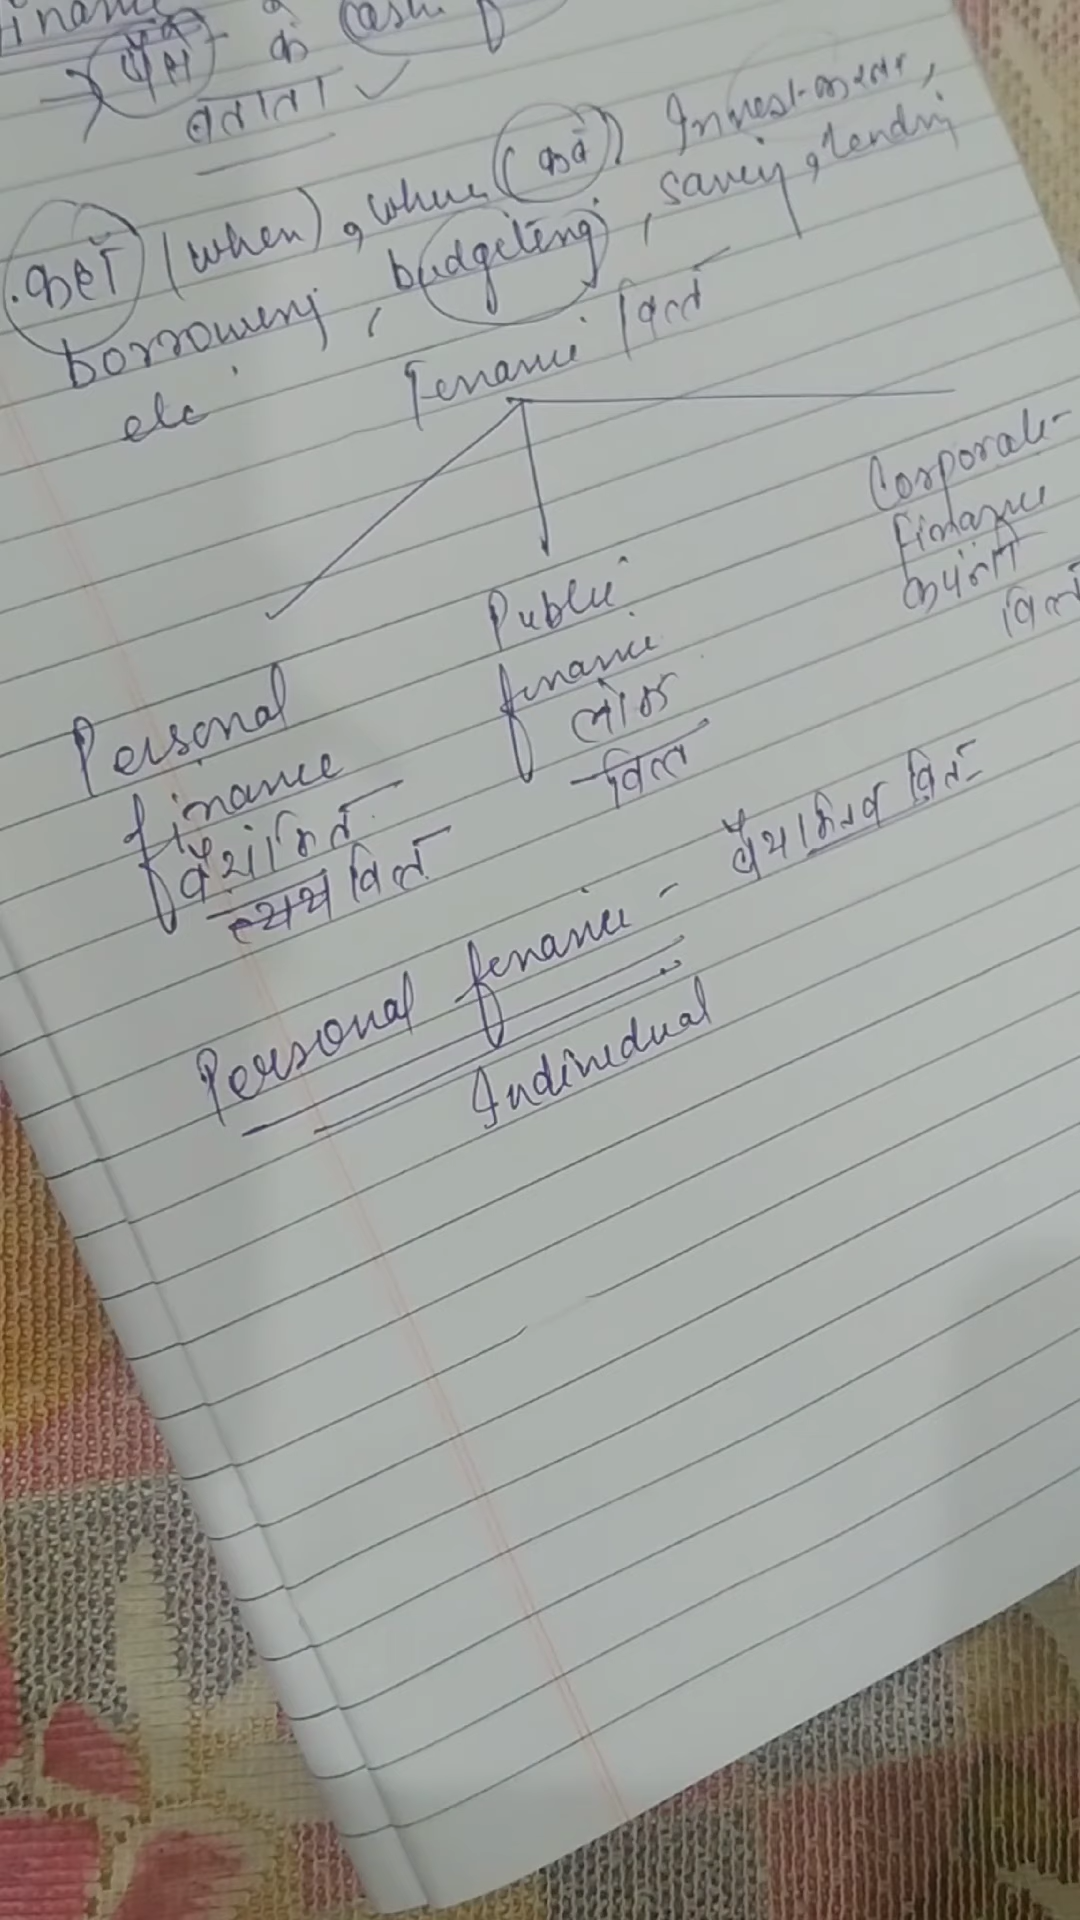 पैसे को cash
बताता
कहाँ (when), where (कब) Invest करना,
borrowing, budgeting, saving, lending
etc
Finance वित्त
Corporate
Finance
कंपनी
वित्त
Public
finance
लोक
वित्त
Personal
finance
वैयक्ति
वित्त
Personal finance - वैयक्तिक वित्त
Individual